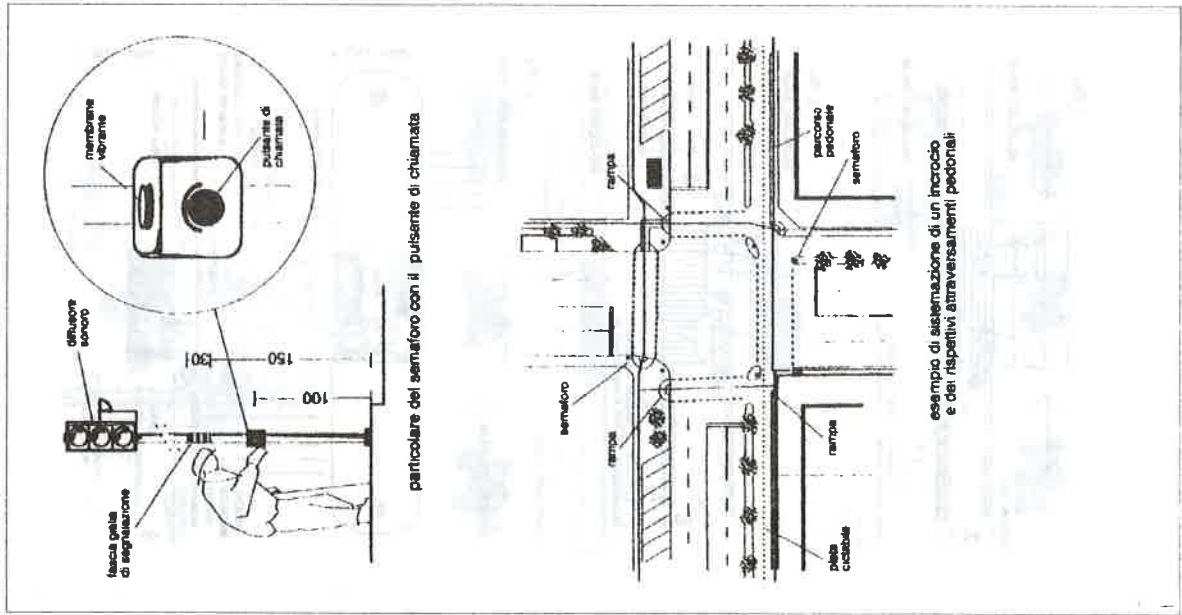 diffusore
sonoro
membrane
vibrante
pulsante di
chiamata
fascia gialla
di segnalazione
30
150
100
particolare del semaforo con il pulsante di chiamata
semaforo
rampa
rampa
pista
ciclabile
rampa
parcorso
pedonale
semaforo
esempio di sistemazione di un incrocio
e dei rispettivi attraversamenti pedonali